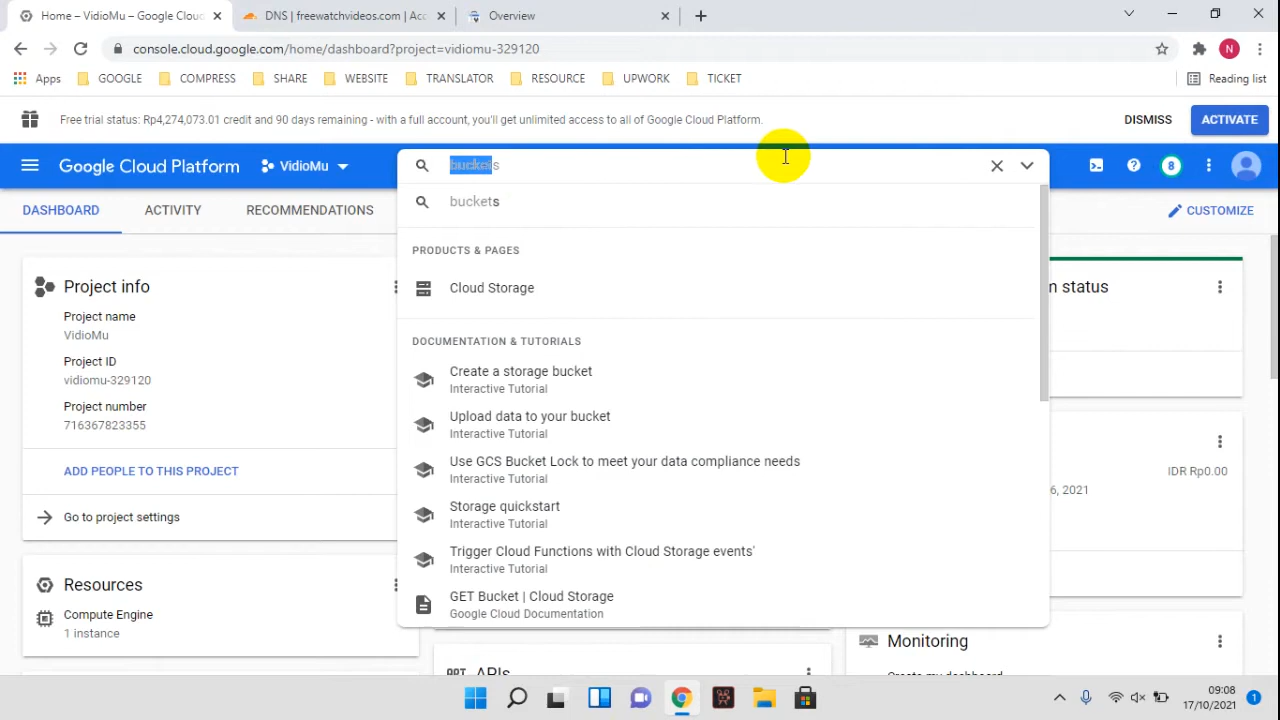 Home – VidioMu – Google Cloud
DNS | freewatchvideos.com | Acc
Overview
console.cloud.google.com/home/dashboard?project=vidiomu-329120
N
Apps
GOOGLE
COMPRESS
SHARE
WEBSITE
TRANSLATOR
RESOURCE
UPWORK
TICKET
Reading list
Free trial status: Rp4,274,073.01 credit and 90 days remaining - with a full account, you'll get unlimited access to all of Google Cloud Platform.
DISMISS
ACTIVATE
Google Cloud Platform
VidioMu
buckets
8
DASHBOARD
ACTIVITY
RECOMMENDATIONS
buckets
CUSTOMIZE
PRODUCTS & PAGES
Cloud Storage
DOCUMENTATION & TUTORIALS
Create a storage bucket
Interactive Tutorial
Upload data to your bucket
Interactive Tutorial
Use GCS Bucket Lock to meet your data compliance needs
Interactive Tutorial
Storage quickstart
Interactive Tutorial
Trigger Cloud Functions with Cloud Storage events'
Interactive Tutorial
GET Bucket | Cloud Storage
Google Cloud Documentation
Project info
Project name
VidioMu
Project ID
vidiomu-329120
Project number
716367823355
ADD PEOPLE TO THIS PROJECT
Go to project settings
Resources
Compute Engine
1 instance
API APIs
m status
IDR Rp0.00
6, 2021
Monitoring
Create my dashboard
09:08
17/10/2021
1